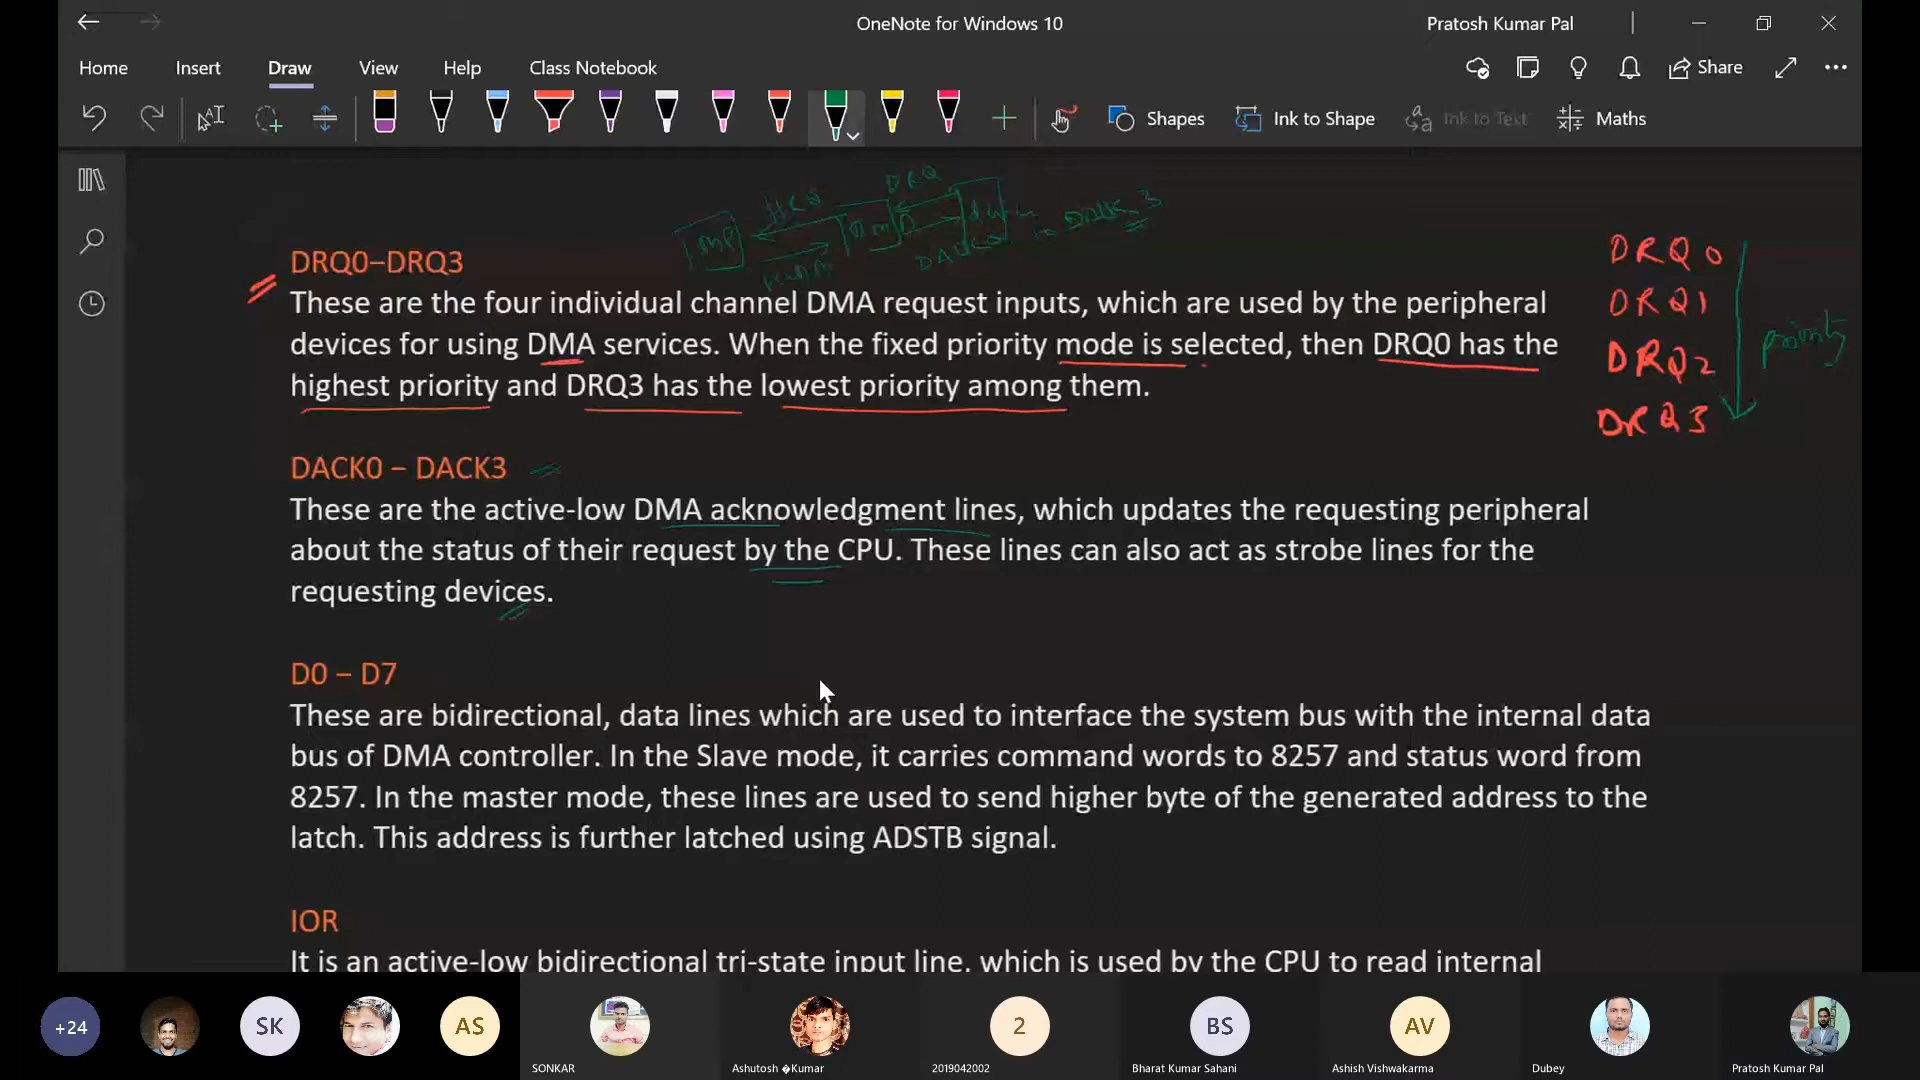 OneNote for Windows 10
Pratosh Kumar Pal
Home Insert Draw View Help Class Notebook
Share
Shapes Ink to Shape Ink to Text Maths
DRQ
DACK 3
DRQ0–DRQ3
These are the four individual channel DMA request inputs, which are used by the peripheral
devices for using DMA services. When the fixed priority mode is selected, then DRQ0 has the
highest priority and DRQ3 has the lowest priority among them.
DRQ 0
DRQ1
DRQ2
DRQ3
priority
DACK0 – DACK3
These are the active-low DMA acknowledgment lines, which updates the requesting peripheral
about the status of their request by the CPU. These lines can also act as strobe lines for the
requesting devices.
D0 – D7
These are bidirectional, data lines which are used to interface the system bus with the internal data
bus of DMA controller. In the Slave mode, it carries command words to 8257 and status word from
8257. In the master mode, these lines are used to send higher byte of the generated address to the
latch. This address is further latched using ADSTB signal.
IOR
It is an active-low bidirectional tri-state input line, which is used by the CPU to read internal
+24
SK
AS
2
BS
AV
SONKAR
Ashutosh �Kumar
2019042002
Bharat Kumar Sahani
Ashish Vishwakarma
Dubey
Pratosh Kumar Pal